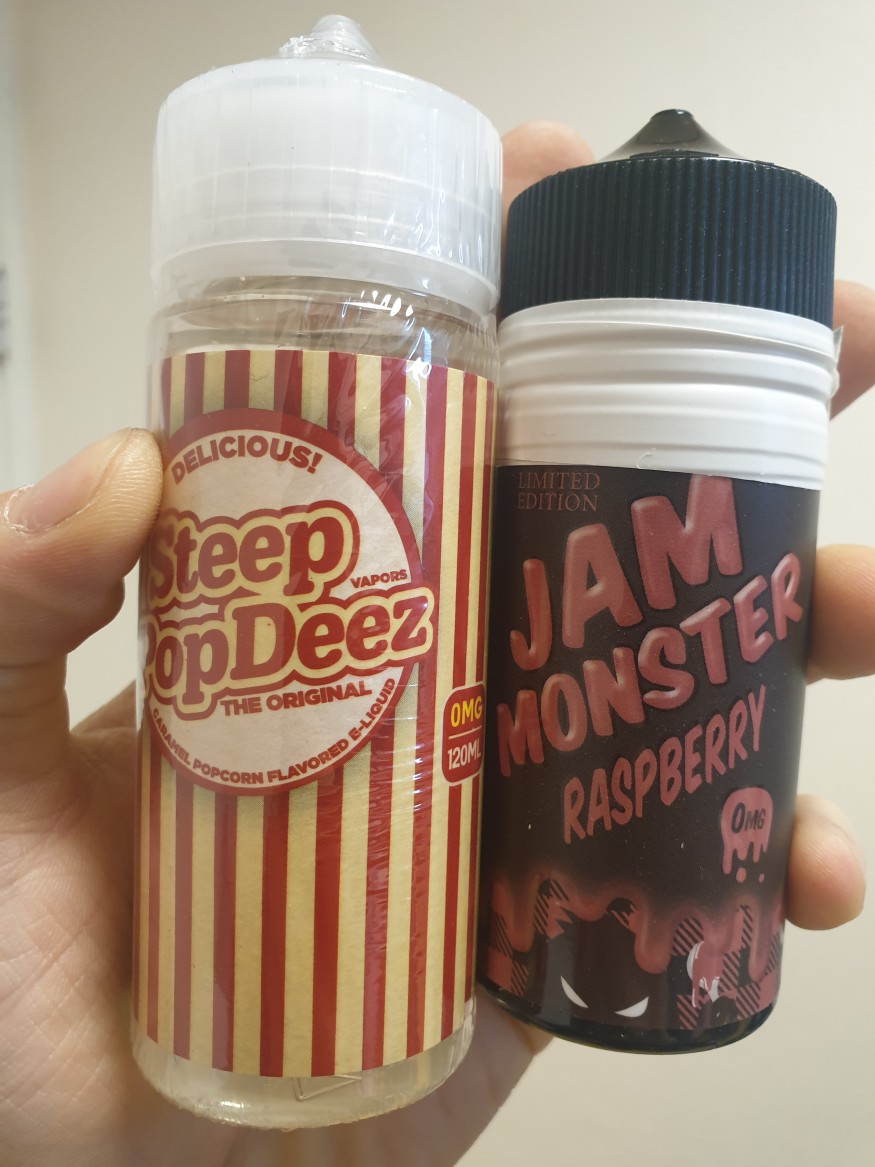 DELICIOUS!
Steep
VAPORS
PopDeez
THE ORIGINAL
CARAMEL POPCORN FLAVORED E-LIQUID
0MG
120ML
LIMITED
EDITION
JAM
MONSTER
RASPBERRY
0MG